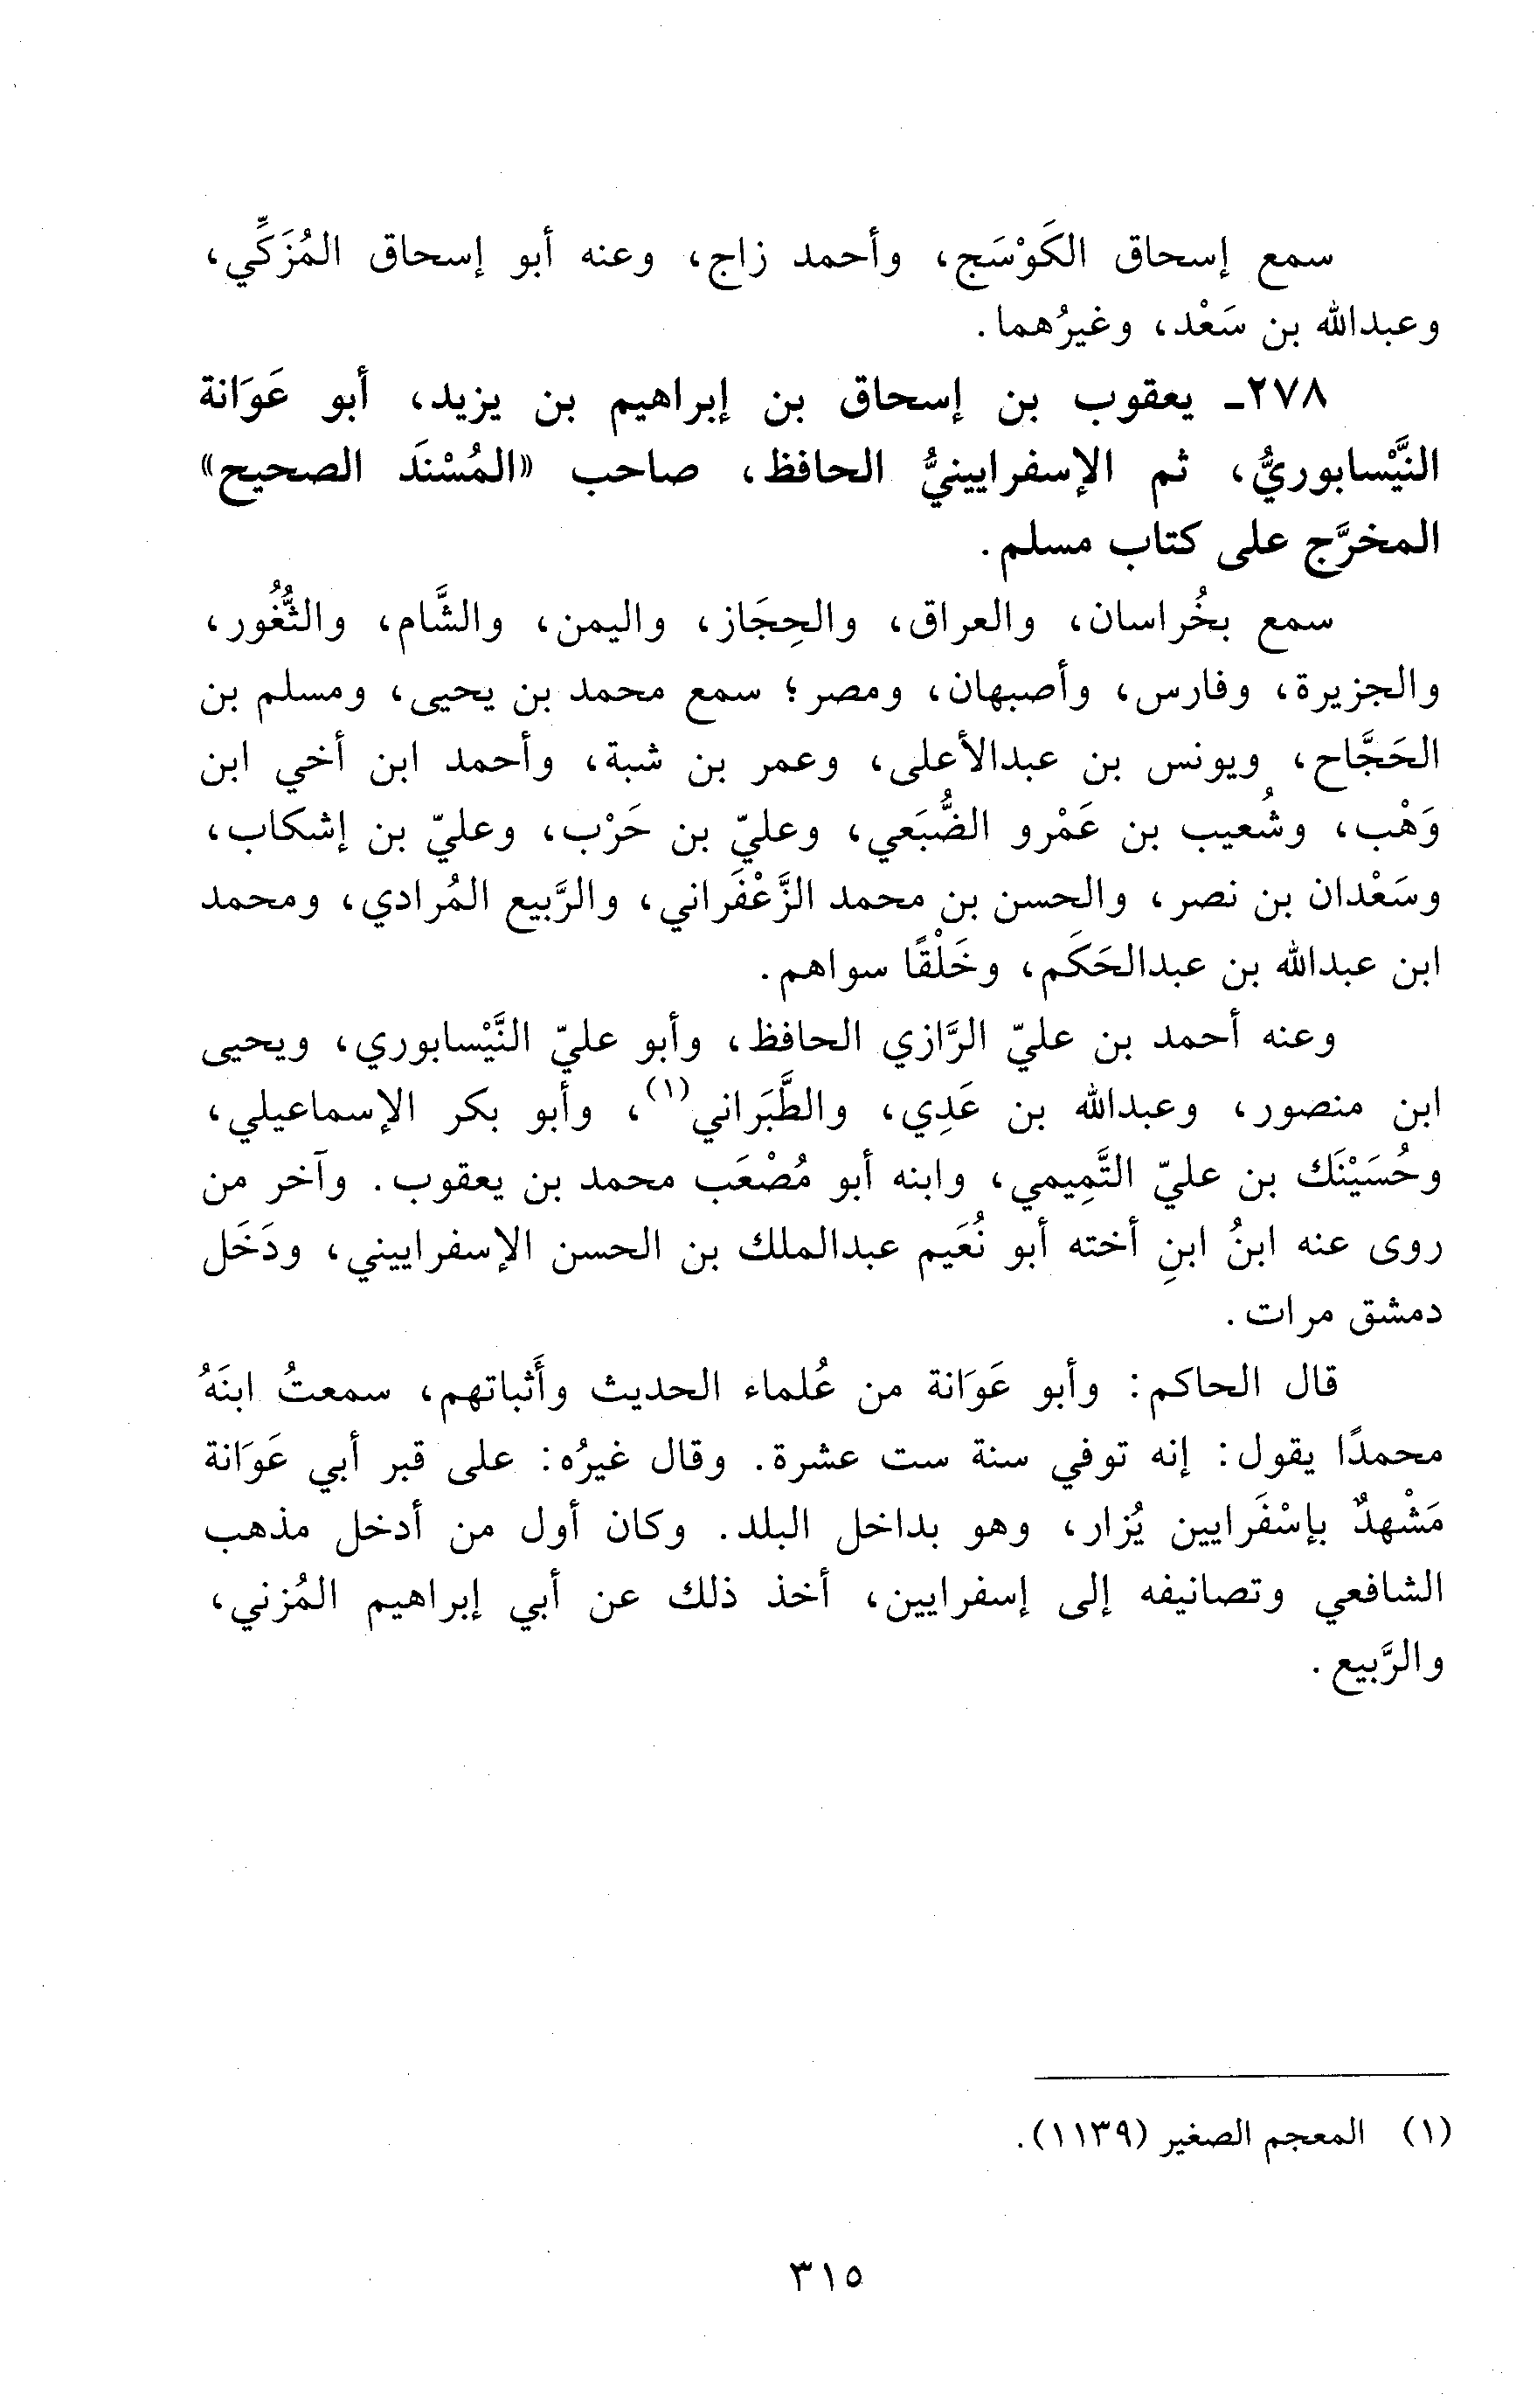 سمع إسحاق الكَوْسَج، وأحمد زاج، وعنه أبو إسحاق المُزَكِّي،
وعبدالله بن سَعْد، وغيرُهما.
٢٧٨ـ يعقوب بن إسحاق بن إبراهيم بن يزيد، أبو عَوَانة
النَّيْسابوريُّ، ثم الإسفرايينيُّ الحافظ، صاحب «المُسْنَد الصحيح»
المخرَّج على كتاب مسلم.
سمع بخُراسان، والعراق، والحِجَاز، واليمن، والشَّام، والثُّغُور،
والجزيرة، وفارس، وأصبهان، ومصر؛ سمع محمد بن يحيى، ومسلم بن
الحَجَّاح، ويونس بن عبدالأعلى، وعمر بن شبة، وأحمد ابن أخي ابن
وَهْب، وشُعيب بن عَمْرو الضُّبَعي، وعليّ بن حَرْب، وعليّ بن إشكاب،
وسَعْدان بن نصر، والحسن بن محمد الزَّعْفَراني، والرَّبيع المُرادي، ومحمد
ابن عبدالله بن عبدالحَكَم، وخَلْقًا سواهم.
وعنه أحمد بن عليّ الرَّازي الحافظ، وأبو عليّ النَّيْسابوري، ويحيى
ابن منصور، وعبدالله بن عَدِي، والطَّبَراني(١)، وأبو بكر الإسماعيلي،
وحُسَيْنَك بن عليّ التَّمِيمي، وابنه أبو مُصْعَب محمد بن يعقوب. وآخر من
روى عنه ابنُ ابنِ أخته أبو نُعَيم عبدالملك بن الحسن الإسفراييني، ودَخَل
دمشق مرات.
قال الحاكم: وأبو عَوَانة من عُلماء الحديث وأَثباتهم، سمعتُ ابنَهُ
محمدًا يقول: إنه توفي سنة ست عشرة. وقال غيرُه: على قبر أبي عَوَانة
مَشْهدٌ بإسْفَرايين يُزار، وهو بداخل البلد. وكان أول من أدخل مذهب
الشافعي وتصانيفه إلى إسفرايين، أخذ ذلك عن أبي إبراهيم المُزني،
والرَّبيع.
(١) المعجم الصغير (١١٣٩).
٣١٥